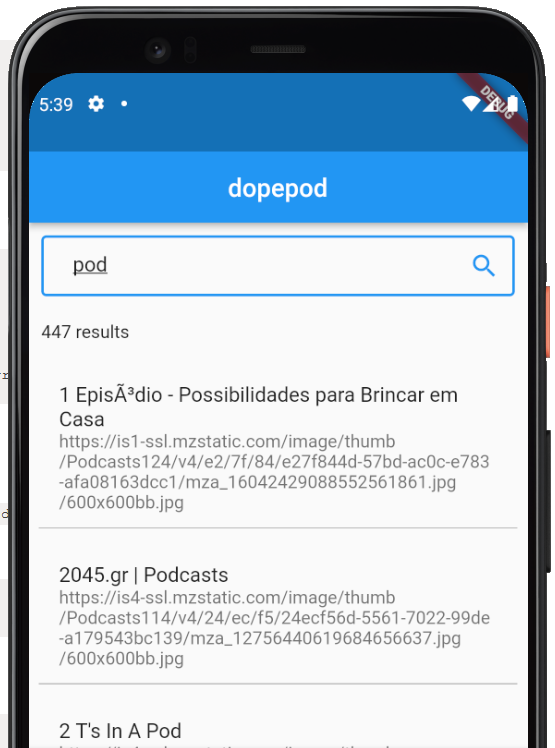 5:39
DEBUG
dopepod
pod
447 results
1 EpisÃ³dio - Possibilidades para Brincar em
Casa
https://is1-ssl.mzstatic.com/image/thumb
/Podcasts124/v4/e2/7f/84/e27f844d-57bd-ac0c-e783
-afa08163dcc1/mza_16042429088552561861.jpg
/600x600bb.jpg
2045.gr | Podcasts
https://is4-ssl.mzstatic.com/image/thumb
/Podcasts114/v4/24/ec/f5/24ecf56d-5561-7022-99de
-a179543bc139/mza_12756440619684656637.jpg
/600x600bb.jpg
2 T's In A Pod